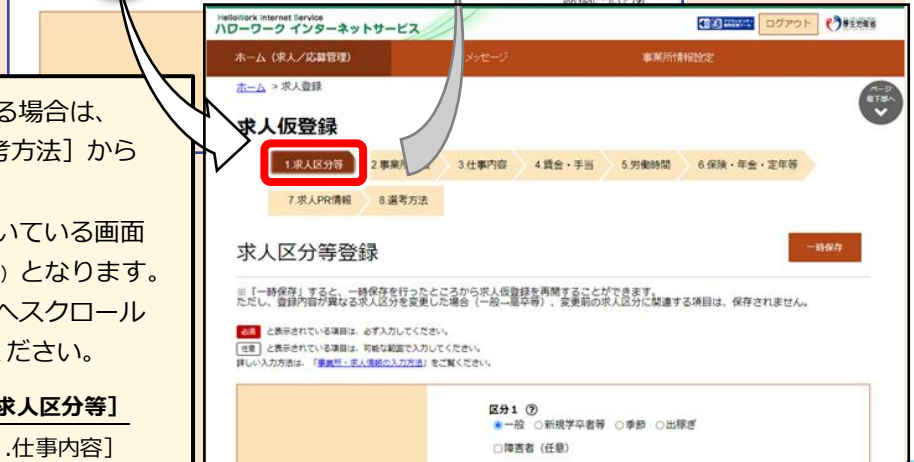 る場合は、
考方法］から
いている画面
）となります。
へスクロール
ください。
求人区分等］
.仕事内容］
HelloWork Internet Service
ハローワーク インターネットサービス
ログアウト
厚生労働省
ホーム（求人／応募管理）
メッセージ
事業所情報設定
ホーム > 求人登録
ページ
最下部へ
求人仮登録
1.求人区分等
2.事業所
3.仕事内容
4.賃金・手当
5.労働時間
6.保険・年金・定年等
7.求人PR情報
8.選考方法
求人区分等登録
一時保存
※「一時保存」すると、一時保存を行ったところから求人仮登録を再開することができます。
ただし、登録内容が異なる求人区分を変更した場合（一般→高卒等）、変更前の求人区分に関連する項目は、保存されません。
必須 と表示されている項目は、必ず入力してください。
任意 と表示されている項目は、可能な範囲で入力してください。
詳しい入力方法は、「事業所・求人情報の入力方法」をご覧ください。
区分１ ?
一般 新規学卒者等 季節 出稼ぎ
障害者（任意）